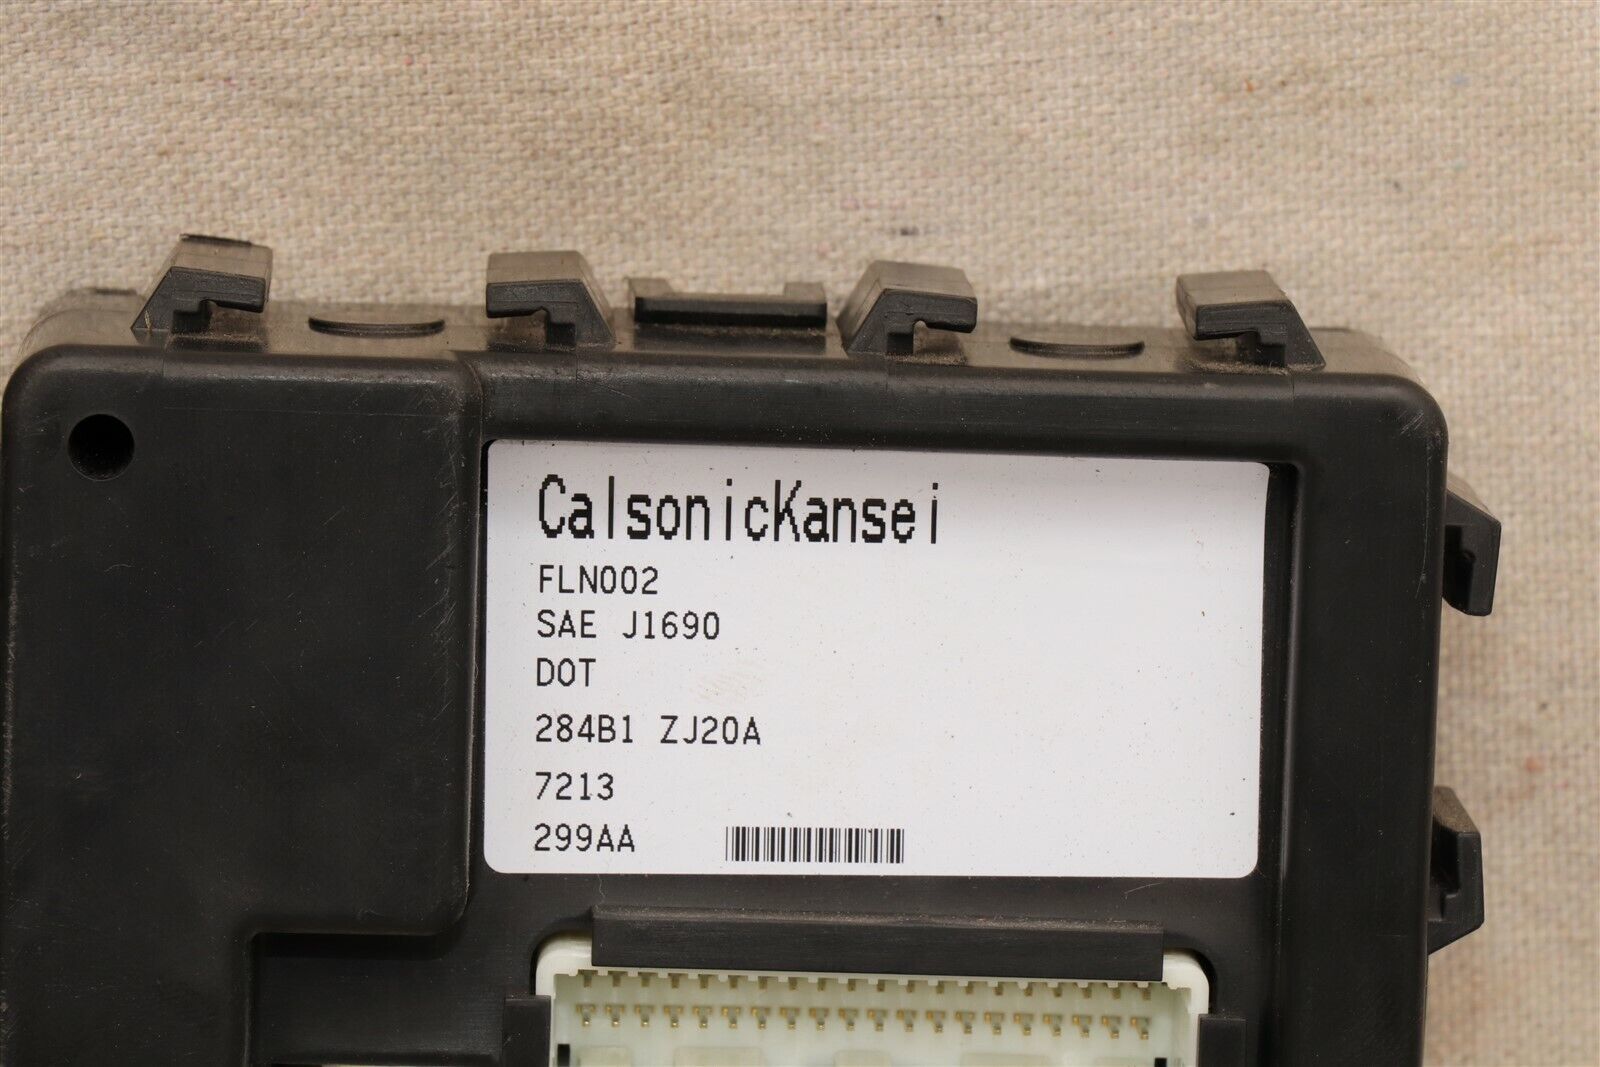 CalsonicKansei
FLN002
SAE J1690
DOT
284B1 ZJ20A
7213
299AA